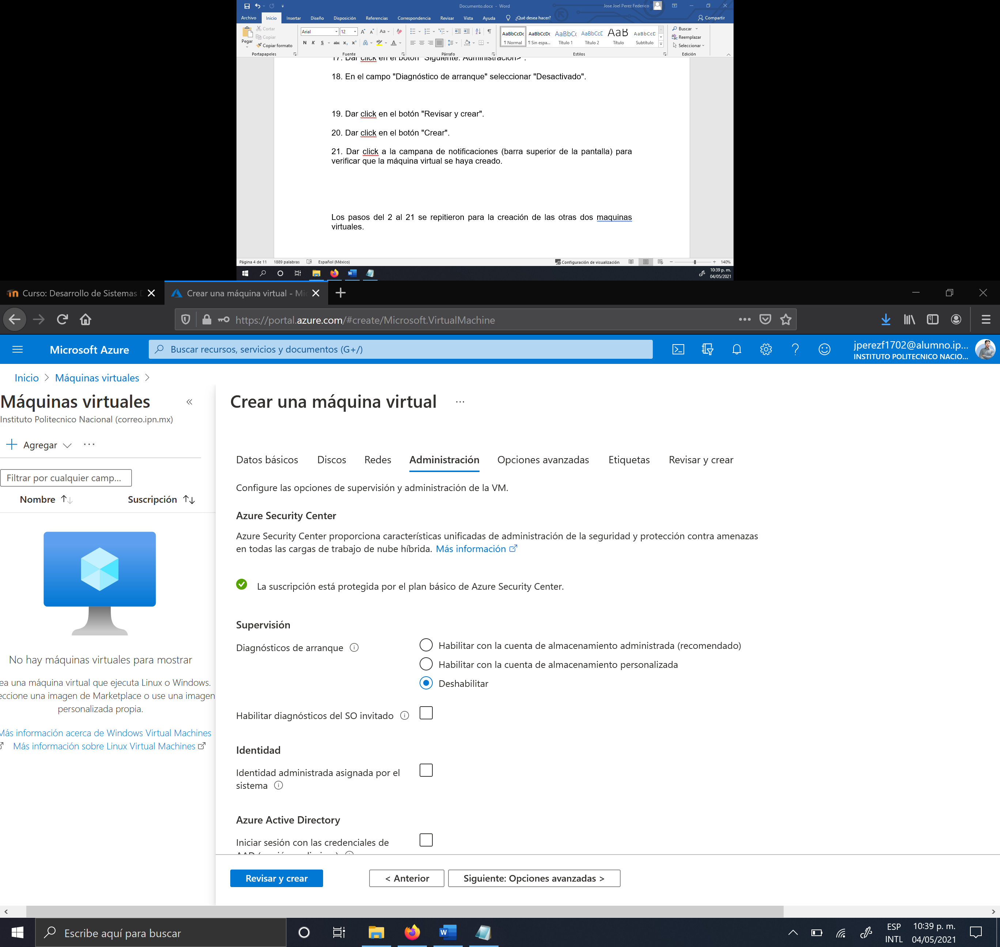 Documento.docx - Word
Jose Joel Perez Federico
Archivo Inicio Insertar Diseño Disposición Referencias Correspondencia Revisar Vista Ayuda ¿Qué desea hacer? Compartir
Pegar
Cortar
Copiar
Copiar formato
Portapapeles
Arial 12
Fuente
Párrafo
AaBbCcDc AaBbCcDc AaBbC( AaBbCcE AaB AaBbCcC
¶ Normal ¶ Sin espa... Título 1 Título 2 Título Subtítulo
Estilos
Buscar
Reemplazar
Seleccionar
Edición
17. Dar click en el botón "Siguiente: Administración>".
18. En el campo "Diagnóstico de arranque" seleccionar "Desactivado".
19. Dar click en el botón "Revisar y crear".
20. Dar click en el botón "Crear".
21. Dar click a la campana de notificaciones (barra superior de la pantalla) para
verificar que la máquina virtual se haya creado.
Los pasos del 2 al 21 se repitieron para la creación de las otras dos maquinas
virtuales.
Página 4 de 11 1889 palabras Español (México) Configuración de visualización 140%
10:39 p. m.
04/05/2021
Curso: Desarrollo de Sistemas Crear una máquina virtual - Mi
https://portal.azure.com/#create/Microsoft.VirtualMachine
Microsoft Azure
Buscar recursos, servicios y documentos (G+/)
jperezf1702@alumno.ip...
INSTITUTO POLITECNICO NACIO...
Inicio > Máquinas virtuales >
Máquinas virtuales «
Instituto Politecnico Nacional (correo.ipn.mx)
+ Agregar ...
Filtrar por cualquier camp...
Nombre ↑↓ Suscripción ↑↓
No hay máquinas virtuales para mostrar
ea una máquina virtual que ejecuta Linux o Windows.
eccione una imagen de Marketplace o use una imagen
personalizada propia.
Más información acerca de Windows Virtual Machines
Más información sobre Linux Virtual Machines
Crear una máquina virtual ...
Datos básicos Discos Redes Administración Opciones avanzadas Etiquetas Revisar y crear
Configure las opciones de supervisión y administración de la VM.
Azure Security Center
Azure Security Center proporciona características unificadas de administración de la seguridad y protección contra amenazas
en todas las cargas de trabajo de nube híbrida. Más información
La suscripción está protegida por el plan básico de Azure Security Center.
Supervisión
Diagnósticos de arranque
Habilitar con la cuenta de almacenamiento administrada (recomendado)
Habilitar con la cuenta de almacenamiento personalizada
Deshabilitar
Habilitar diagnósticos del SO invitado
Identidad
Identidad administrada asignada por el
sistema
Azure Active Directory
Iniciar sesión con las credenciales de
Revisar y crear < Anterior Siguiente: Opciones avanzadas >
Escribe aquí para buscar
ESP
INTL
10:39 p. m.
04/05/2021